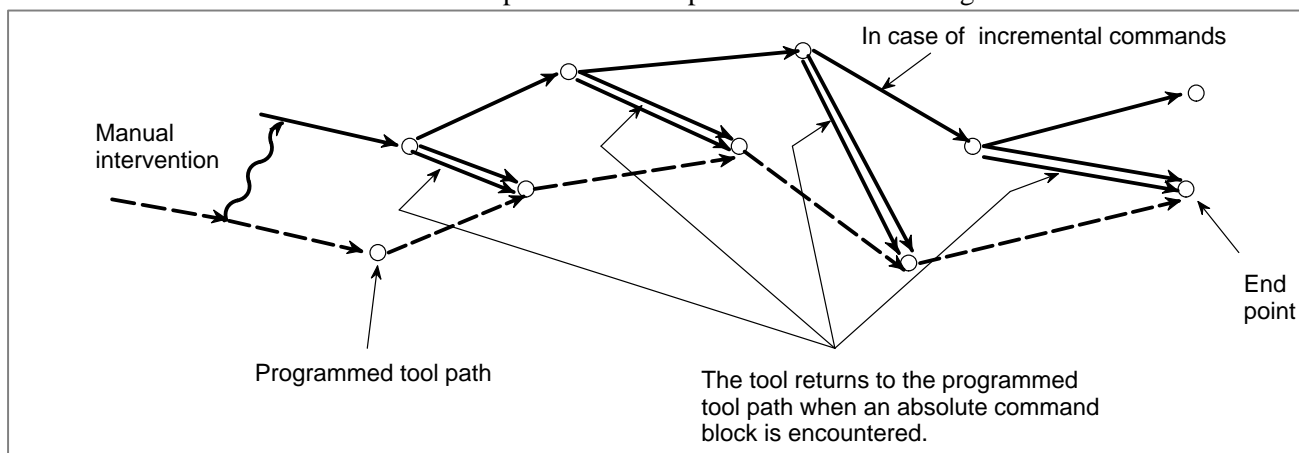 In case of incremental commands
Manual
intervention
End
point
Programmed tool path
The tool returns to the programmed
tool path when an absolute command
block is encountered.